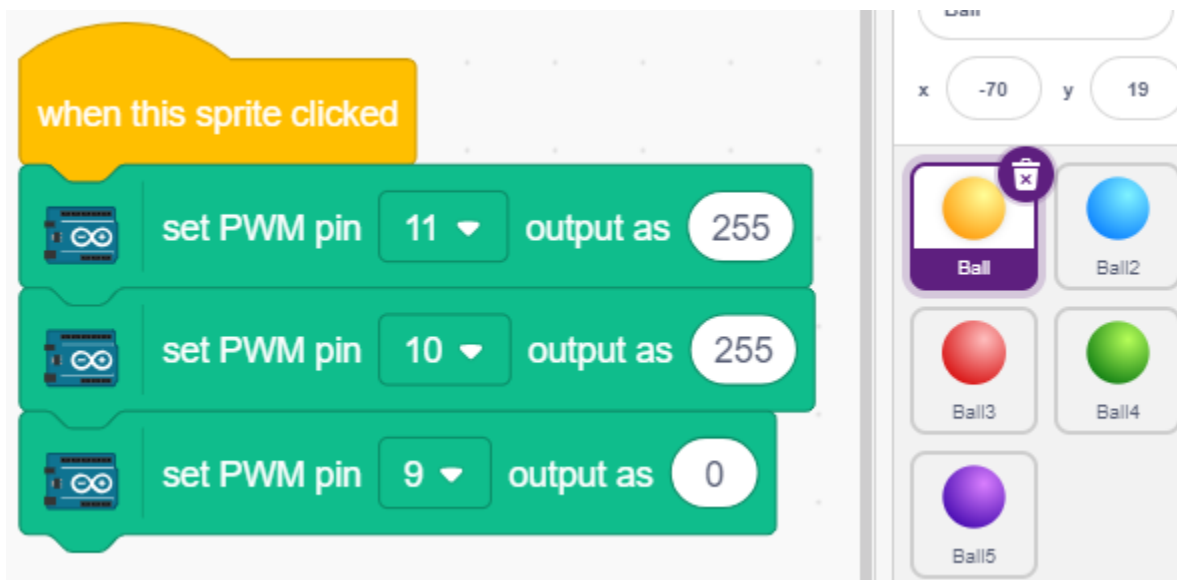 when this sprite clicked
set PWM pin 11 output as 255
set PWM pin 10 output as 255
set PWM pin 9 output as 0
Ball
x -70 y 19
Ball Ball2
Ball3 Ball4
Ball5